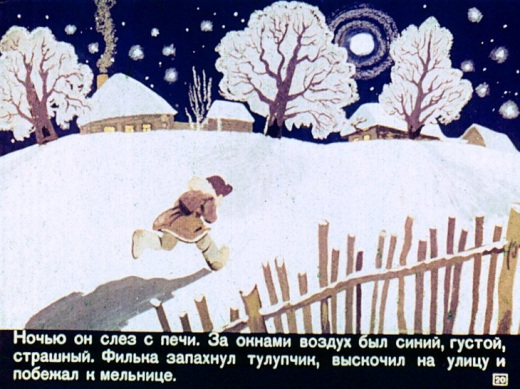 Ночью он слез с печи. За окнами воздух был синий, густой,
страшный. Филька запахнул тулупчик, выскочил на улицу и
побежал к мельнице.
20